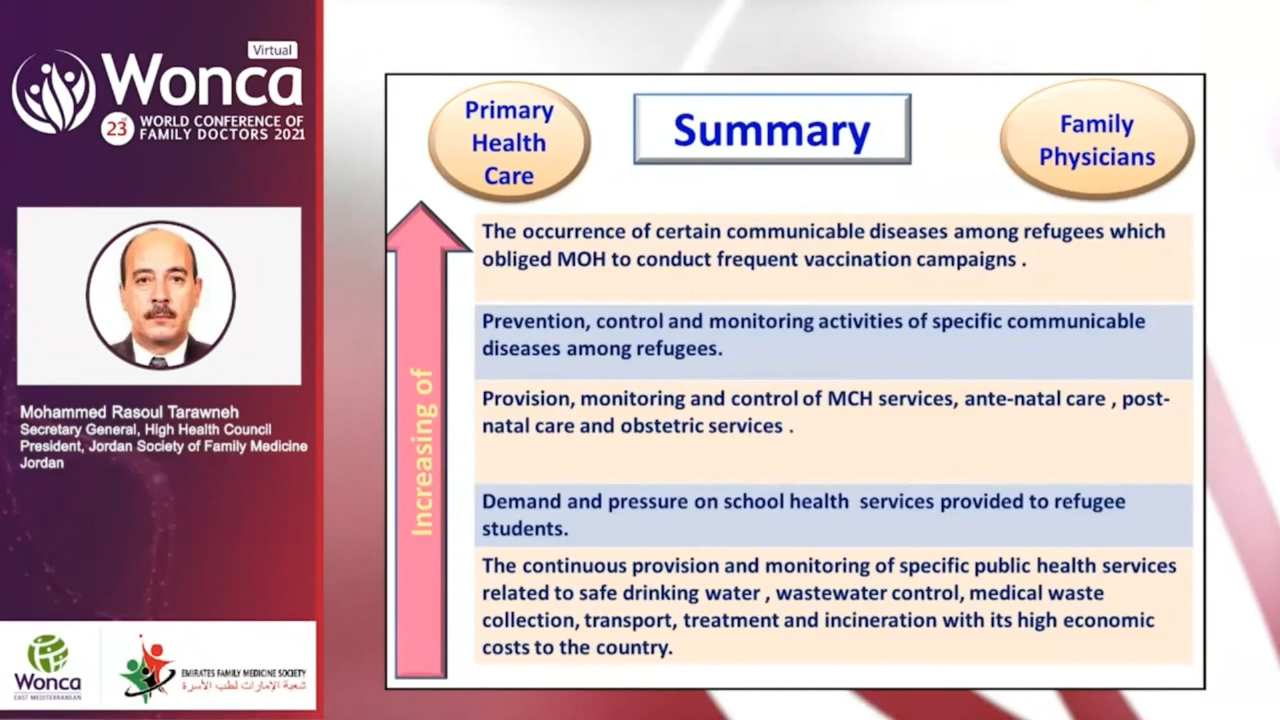 Virtual
Wonca
23rd
WORLD CONFERENCE OF
FAMILY DOCTORS 2021
Mohammed Rasoul Tarawneh
Secretary General, High Health Council
President, Jordan Society of Family Medicine
Jordan
Wonca
EAST MEDITERRANEAN
EMIRATES FAMILY MEDICINE SOCIETY
شعبة الإمارات لطب الأسرة
Primary
Health
Care
Summary
Family
Physicians
Increasing of
The occurrence of certain communicable diseases among refugees which
obliged MOH to conduct frequent vaccination campaigns .
Prevention, control and monitoring activities of specific communicable
diseases among refugees.
Provision, monitoring and control of MCH services, ante-natal care , post-
natal care and obstetric services .
Demand and pressure on school health services provided to refugee
students.
The continuous provision and monitoring of specific public health services
related to safe drinking water , wastewater control, medical waste
collection, transport, treatment and incineration with its high economic
costs to the country.